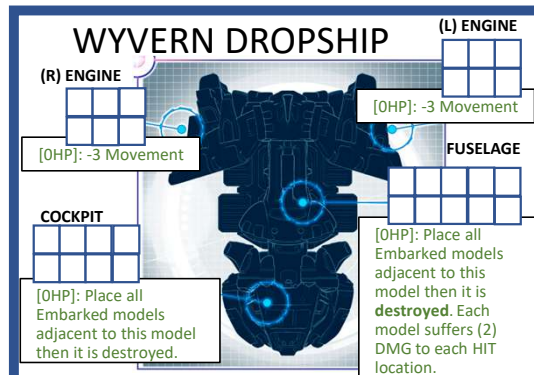 WYVERN DROPSHIP
(L) ENGINE
(R) ENGINE
[0HP]: -3 Movement
[0HP]: -3 Movement
FUSELAGE
COCKPIT
[0HP]: Place all
Embarked models
adjacent to this model
then it is destroyed.
[0HP]: Place all
Embarked models
adjacent to this
model then it is
destroyed. Each
model suffers (2)
DMG to each HIT
location.